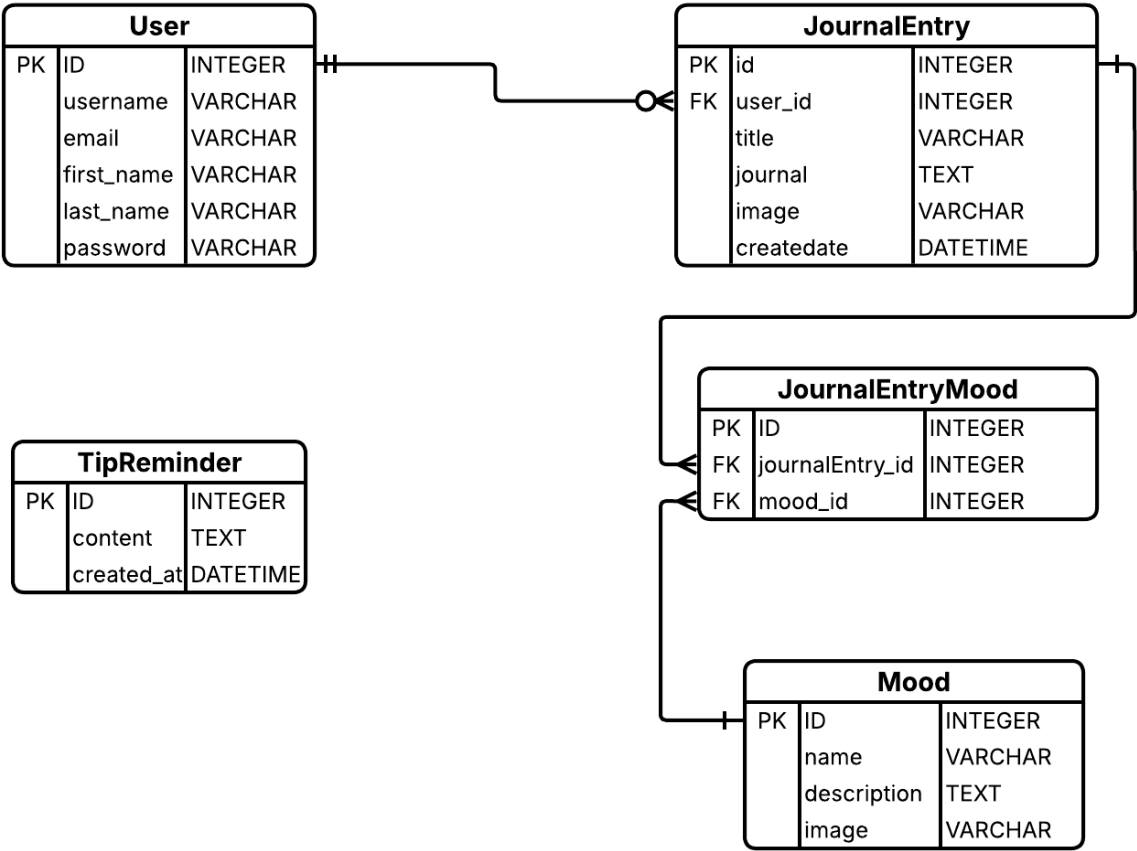 User
PK ID INTEGER
username VARCHAR
email VARCHAR
first_name VARCHAR
last_name VARCHAR
password VARCHAR
JournalEntry
PK id INTEGER
FK user_id INTEGER
title VARCHAR
journal TEXT
image VARCHAR
createdate DATETIME
JournalEntryMood
PK ID INTEGER
FK journalEntry_id INTEGER
FK mood_id INTEGER
TipReminder
PK ID INTEGER
content TEXT
created_at DATETIME
Mood
PK ID INTEGER
name VARCHAR
description TEXT
image VARCHAR